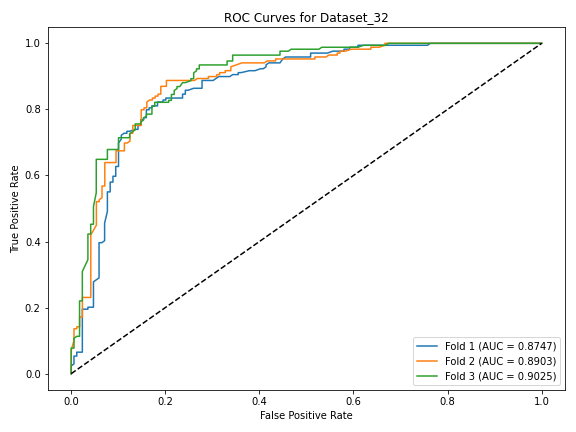 ROC Curves for Dataset_32
True Positive Rate
1.0
0.8
0.6
0.4
0.2
0.0
0.0 0.2 0.4 0.6 0.8 1.0
False Positive Rate
Fold 1 (AUC = 0.8747)
Fold 2 (AUC = 0.8903)
Fold 3 (AUC = 0.9025)